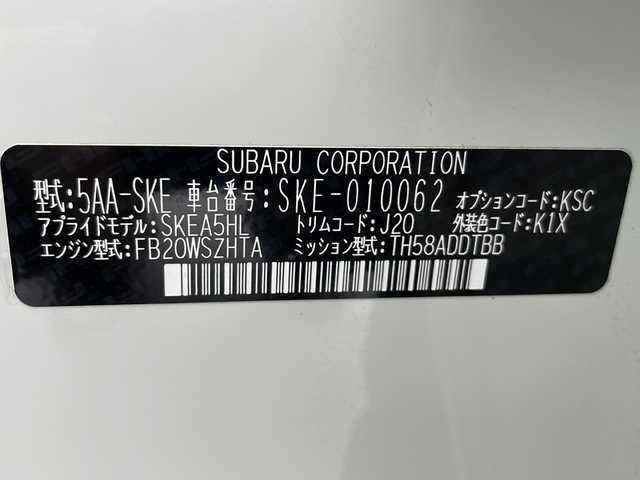 SUBARU CORPORATION
型式:5AA-SKE 車台番号:SKE-010062 オプションコード:KSC
アプライドモデル:SKEA5HL トリムコード:J20 外装色コード:K1X
エンジン型式:FB20WSZHTA ミッション型式:TH58ADDTBB